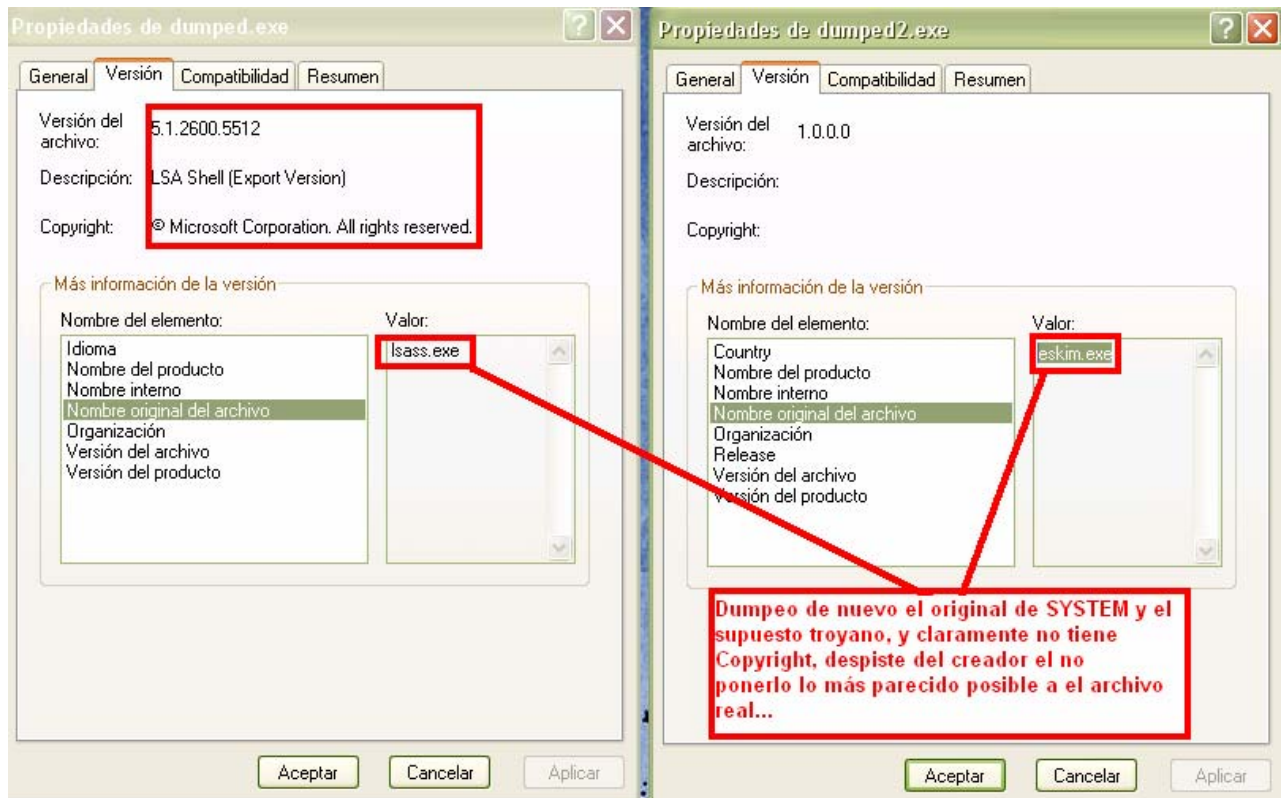 Propiedades de dumped.exe
General
Versión
Compatibilidad
Resumen
Versión del
archivo:
5.1.2600.5512
Descripción:
LSA Shell (Export Version)
Copyright:
© Microsoft Corporation. All rights reserved.
Más información de la versión
Nombre del elemento:
Valor:
Idioma
Nombre del producto
Nombre interno
Nombre original del archivo
Organización
Versión del archivo
Versión del producto
lsass.exe
Aceptar
Cancelar
Aplicar
Propiedades de dumped2.exe
General
Versión
Compatibilidad
Resumen
Versión del
archivo:
1.0.0.0
Descripción:
Copyright:
Más información de la versión
Nombre del elemento:
Valor:
Country
Nombre del producto
Nombre interno
Nombre original del archivo
Organización
Release
Versión del archivo
Versión del producto
eskim.exe
Dumpeo de nuevo el original de SYSTEM y el
supuesto troyano, y claramente no tiene
Copyright, despiste del creador el no
ponerlo lo más parecido posible a el archivo
real...
Aceptar
Cancelar
Aplicar